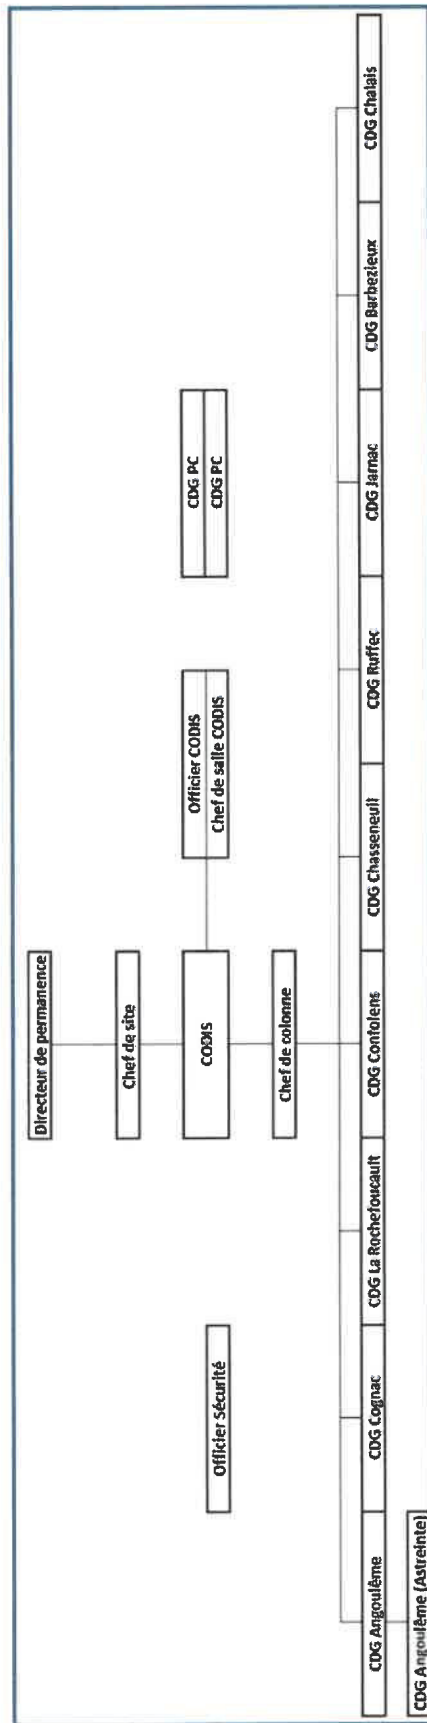 Directeur de permanence
Chef de site
Officier Sécurité
CODIS
Officier CODIS
Chef de salle CODIS
CDG PC
CDG PC
Chef de colonne
CDG Angoulême
CDG Cognac
CDG La Rochefoucault
CDG Confolens
CDG Chasseneuil
CDG Ruffec
CDG Jarnac
CDG Barbezieux
CDG Chalais
CDG Angoulême (Astreinte)